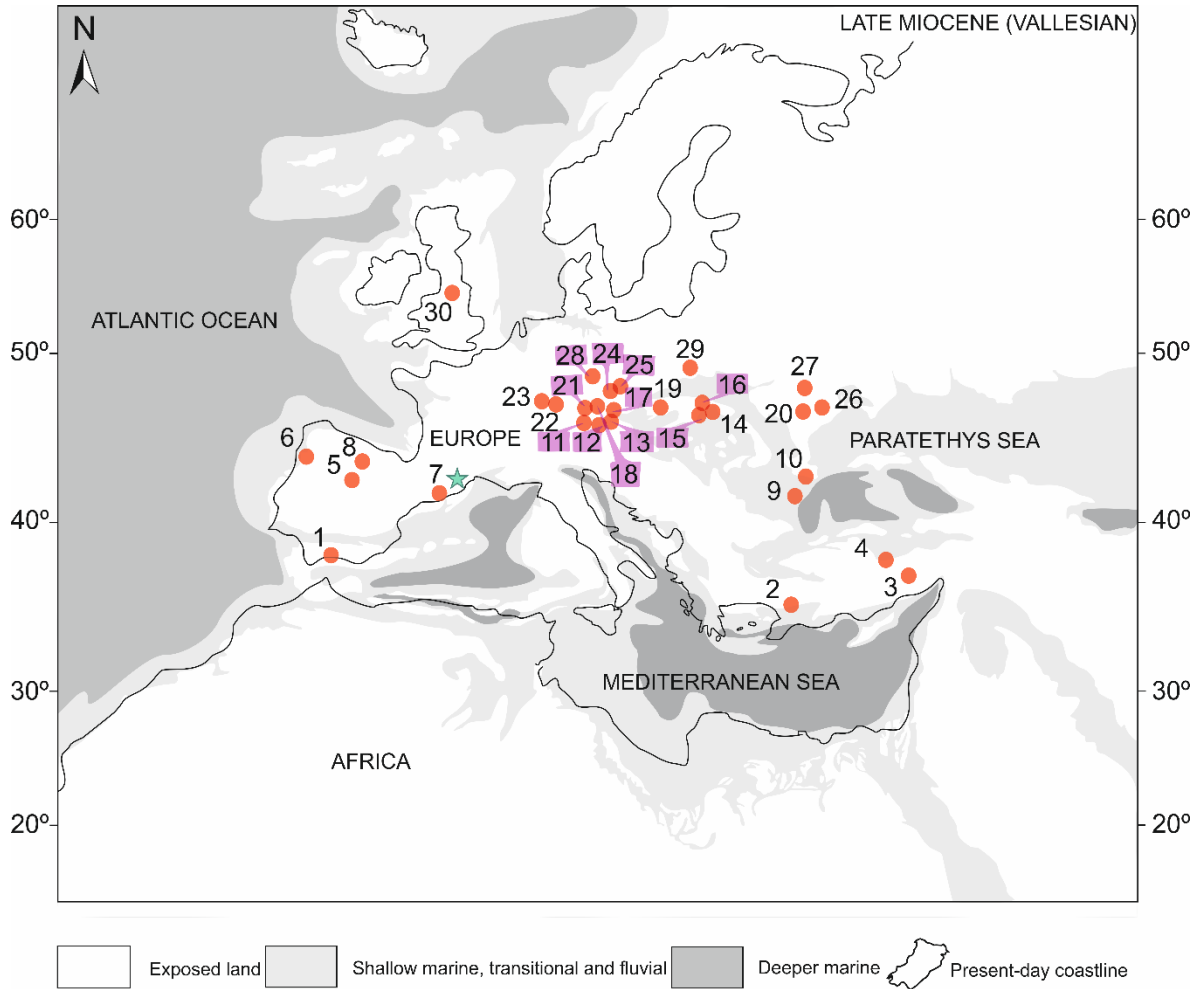 N
LATE MIOCENE (VALLESIAN)
60º 60º
30
ATLANTIC OCEAN
50º 50º
28 24 25 29 27
21 16
23 17 19 20 26
22 14
6 8 EUROPE 11 12 13 15 PARATETHYS SEA
5 18
7 10
9
40º 40º
1 4
2 3
30º MEDITERRANEAN SEA 30º
AFRICA
20º 20º
Exposed land
Shallow marine, transitional and fluvial
Deeper marine
Present-day coastline